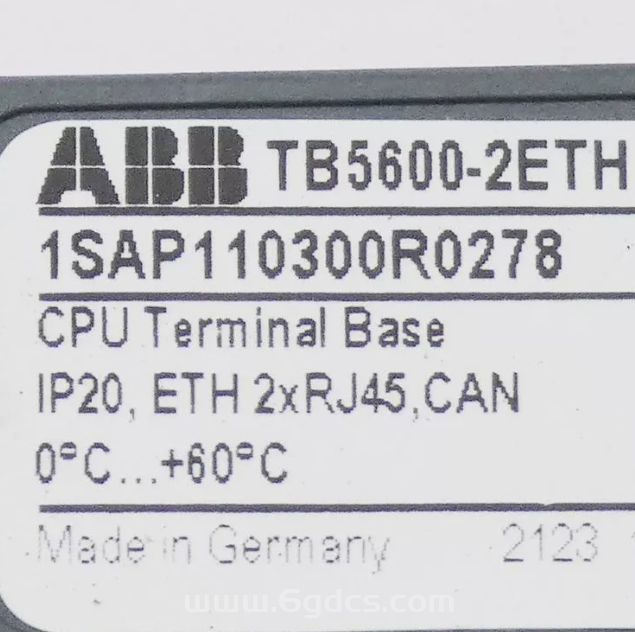 ABB TB5600-2ETH
1SAP110300R0278
CPU Terminal Base
IP20, ETH 2xRJ45,CAN
0°C...+60°C
Made in Germany 2123
www.6gdcs.com